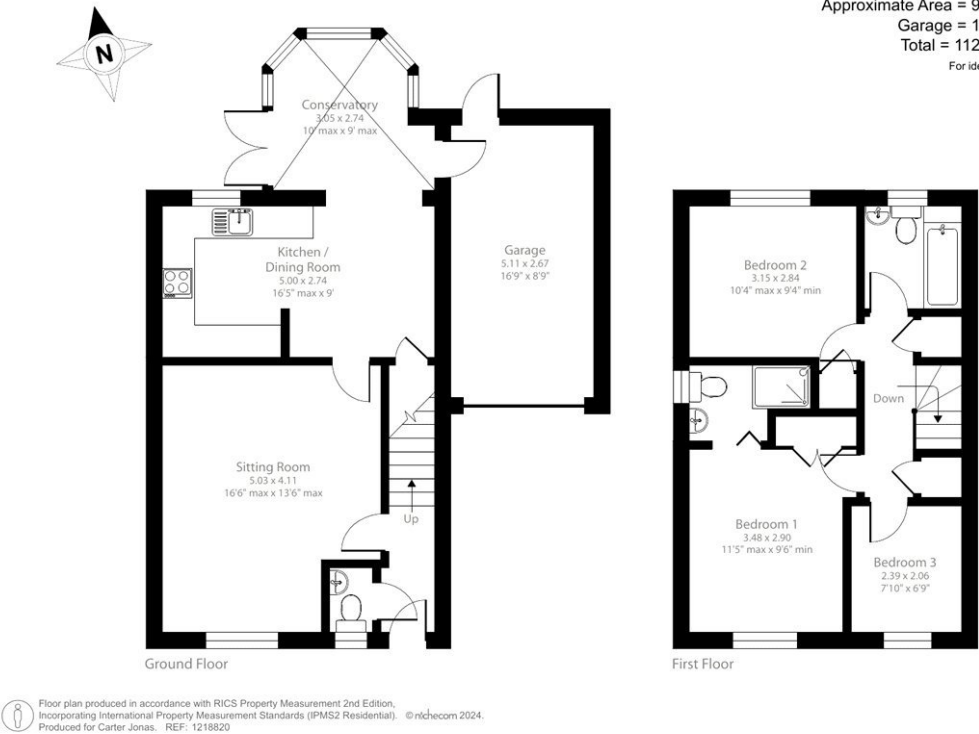 Approximate Area = 9
Garage = 1
Total = 112
For ide
N
Conservatory
3.05 x 2.74
10' max x 9' max
Kitchen /
Dining Room
5.00 x 2.74
16'5" max x 9'
Garage
5.11 x 2.67
16'9" x 8'9"
Sitting Room
5.03 x 4.11
16'6" max x 13'6" max
Up
Ground Floor
Bedroom 2
3.15 x 2.84
10'4" max x 9'4" min
Down
Bedroom 1
3.48 x 2.90
11'5" max x 9'6" min
Bedroom 3
2.39 x 2.06
7'10" x 6'9"
First Floor
Floor plan produced in accordance with RICS Property Measurement 2nd Edition,
Incorporating International Property Measurement Standards (IPMS2 Residential). © nichecom 2024.
Produced for Carter Jonas. REF: 1218820